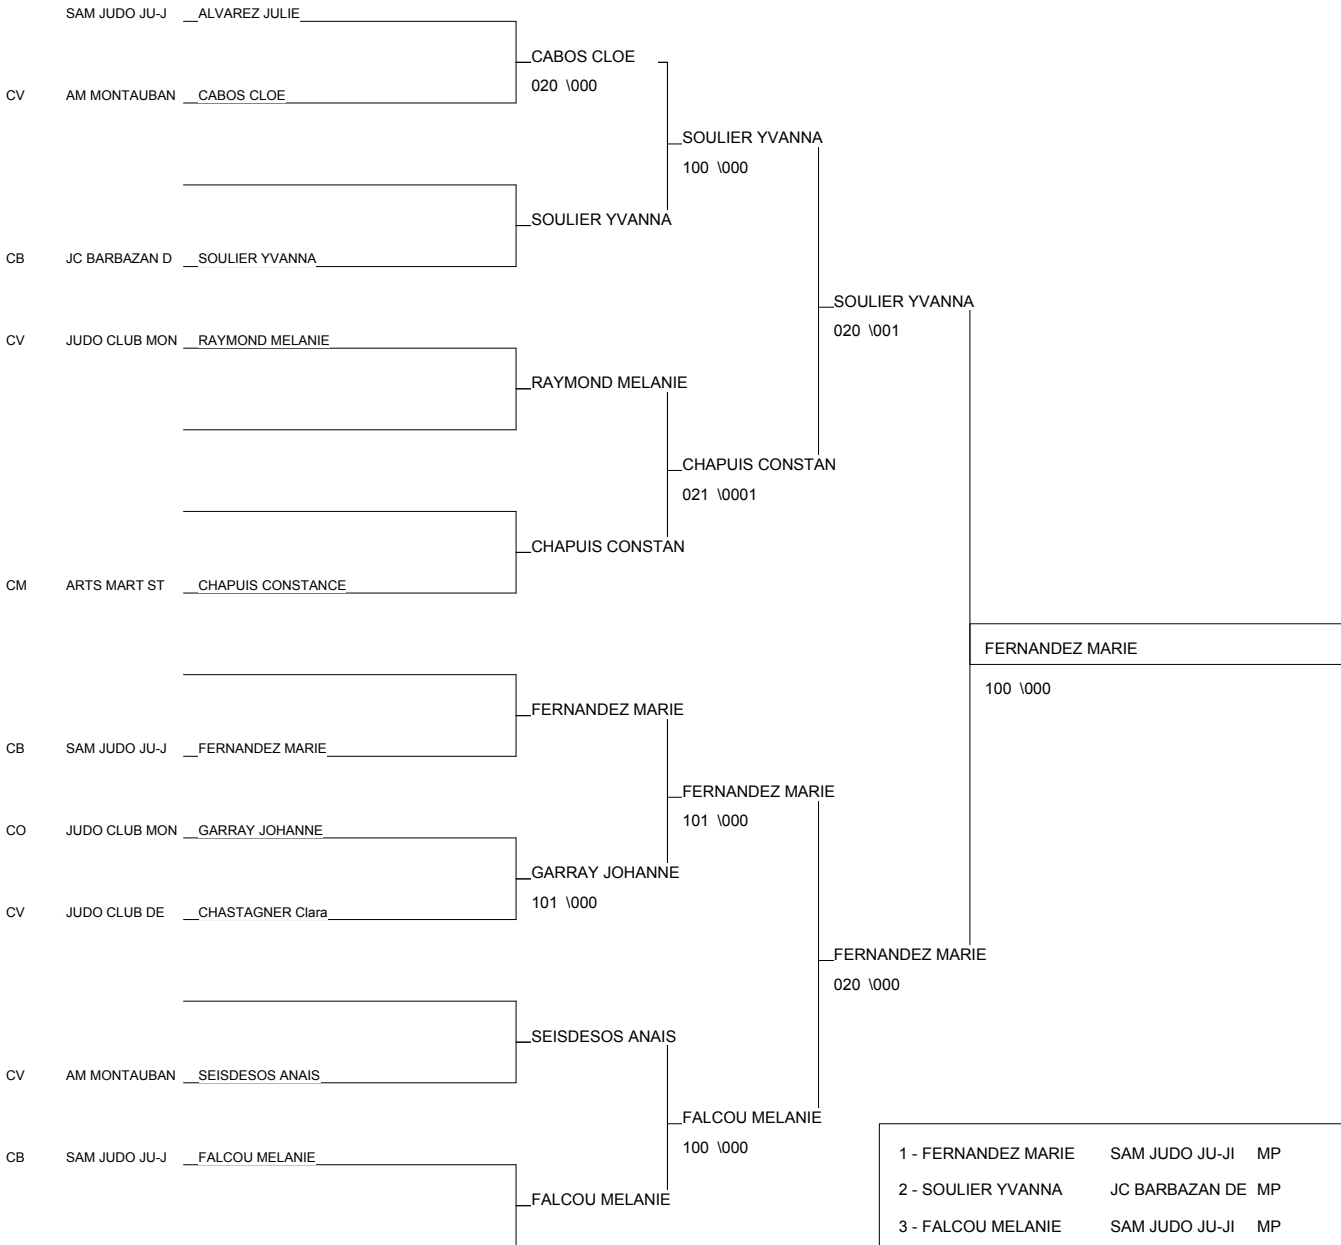 SAM JUDO JU-J ALVAREZ JULIE
CABOS CLOE
020 \000
CV AM MONTAUBAN CABOS CLOE
SOULIER YVANNA
100 \000
SOULIER YVANNA
CB JC BARBAZAN D SOULIER YVANNA
SOULIER YVANNA
020 \001
CV JUDO CLUB MON RAYMOND MELANIE
RAYMOND MELANIE
CHAPUIS CONSTAN
021 \0001
CHAPUIS CONSTAN
CM ARTS MART ST CHAPUIS CONSTANCE
FERNANDEZ MARIE
100 \000
FERNANDEZ MARIE
CB SAM JUDO JU-J FERNANDEZ MARIE
FERNANDEZ MARIE
101 \000
CO JUDO CLUB MON GARRAY JOHANNE
GARRAY JOHANNE
101 \000
CV JUDO CLUB DE CHASTAGNER Clara
FERNANDEZ MARIE
020 \000
SEISDESOS ANAIS
CV AM MONTAUBAN SEISDESOS ANAIS
FALCOU MELANIE
100 \000
CB SAM JUDO JU-J FALCOU MELANIE
FALCOU MELANIE
1 - FERNANDEZ MARIE SAM JUDO JU-JI MP
2 - SOULIER YVANNA JC BARBAZAN DE MP
3 - FALCOU MELANIE SAM JUDO JU-JI MP